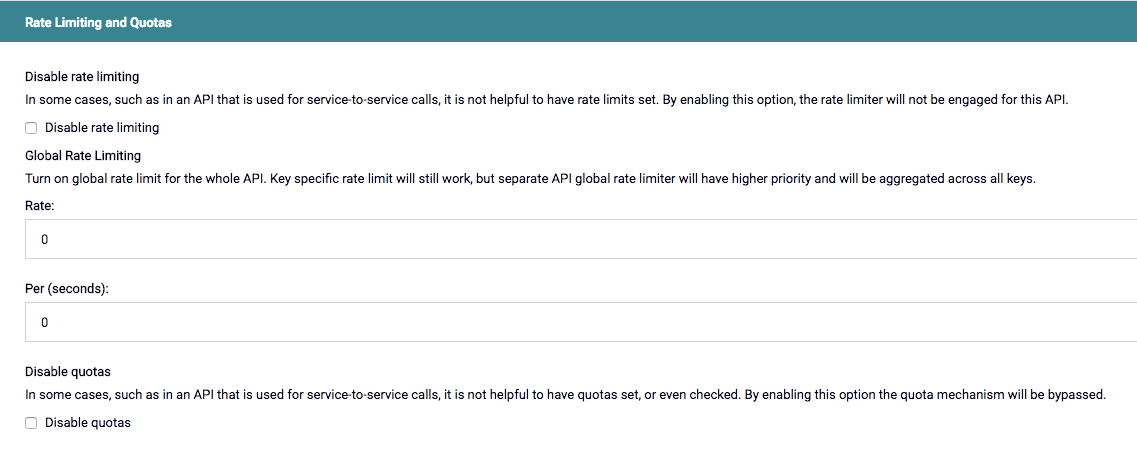 Rate Limiting and Quotas
Disable rate limiting
In some cases, such as in an API that is used for service-to-service calls, it is not helpful to have rate limits set. By enabling this option, the rate limiter will not be engaged for this API.
Disable rate limiting
Global Rate Limiting
Turn on global rate limit for the whole API. Key specific rate limit will still work, but separate API global rate limiter will have higher priority and will be aggregated across all keys.
Rate:
0
Per (seconds):
0
Disable quotas
In some cases, such as in an API that is used for service-to-service calls, it is not helpful to have quotas set, or even checked. By enabling this option the quota mechanism will be bypassed.
Disable quotas